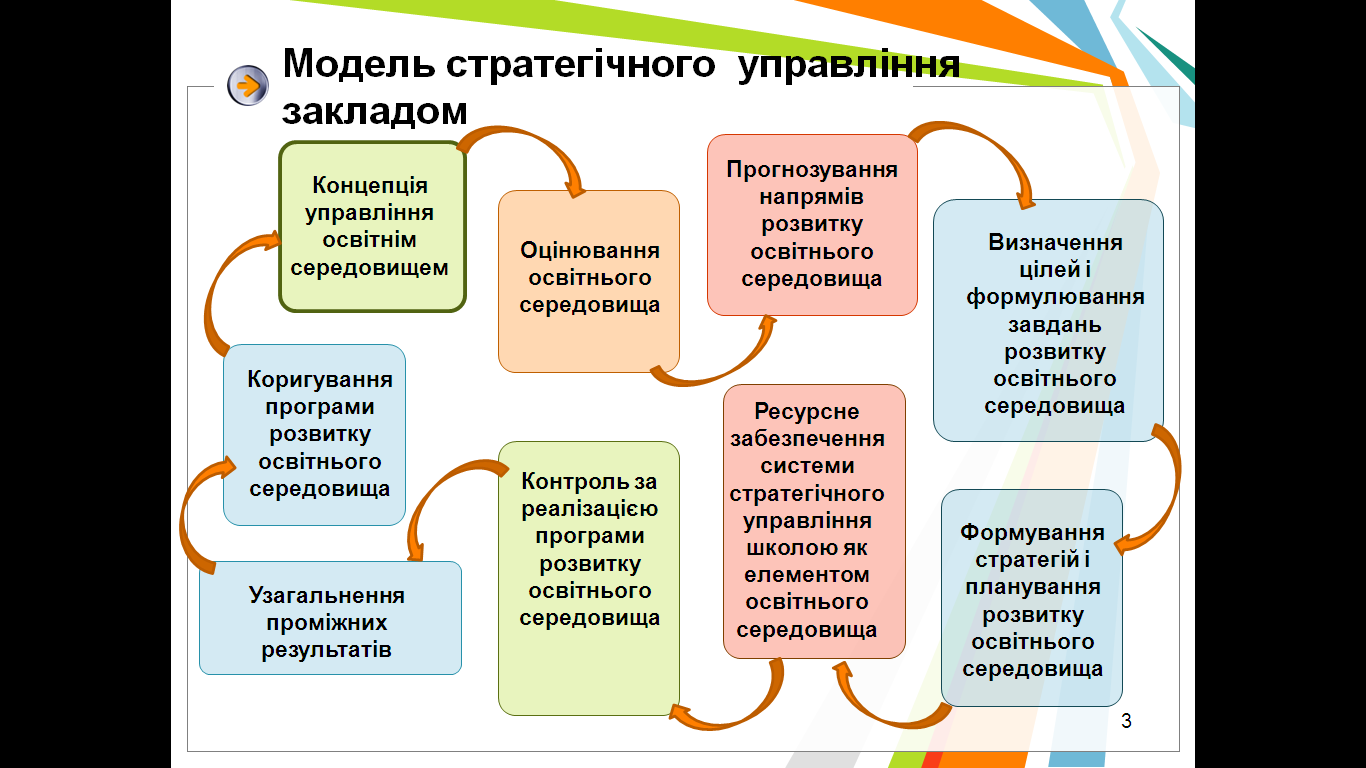 Модель стратегічного управління
закладом
Концепція
управління
освітнім
середовищем
Оцінювання
освітнього
середовища
Прогнозування
напрямів
розвитку
освітнього
середовища
Визначення
цілей і
формулювання
завдань
розвитку
освітнього
середовища
Формування
стратегій і
планування
розвитку
освітнього
середовища
Ресурсне
забезпечення
системи
стратегічного
управління
школою як
елементом
освітнього
середовища
Контроль за
реалізацією
програми
розвитку
освітнього
середовища
Узагальнення
проміжних
результатів
Коригування
програми
розвитку
освітнього
середовища
3